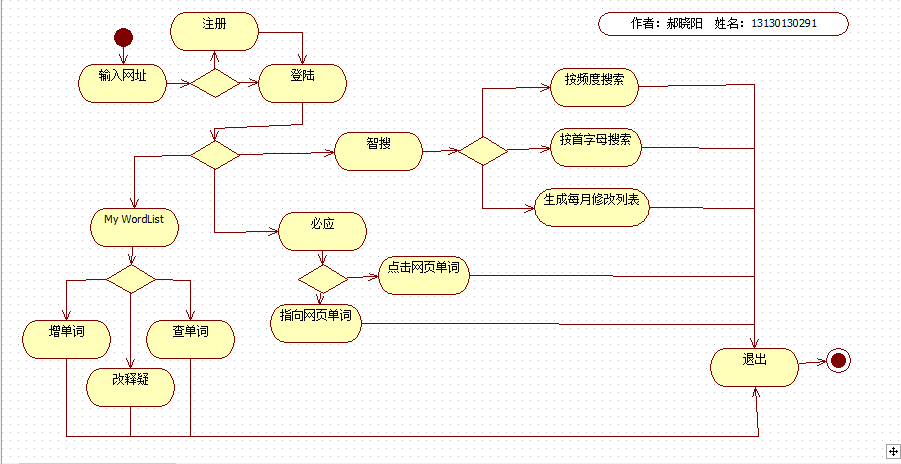 注册
作者：郝晓阳 姓名：13130130291
输入网址
登陆
按频度搜索
智搜
按首字母搜索
生成每月修改列表
My WordList
必应
点击网页单词
指向网页单词
增单词
查单词
改释疑
退出